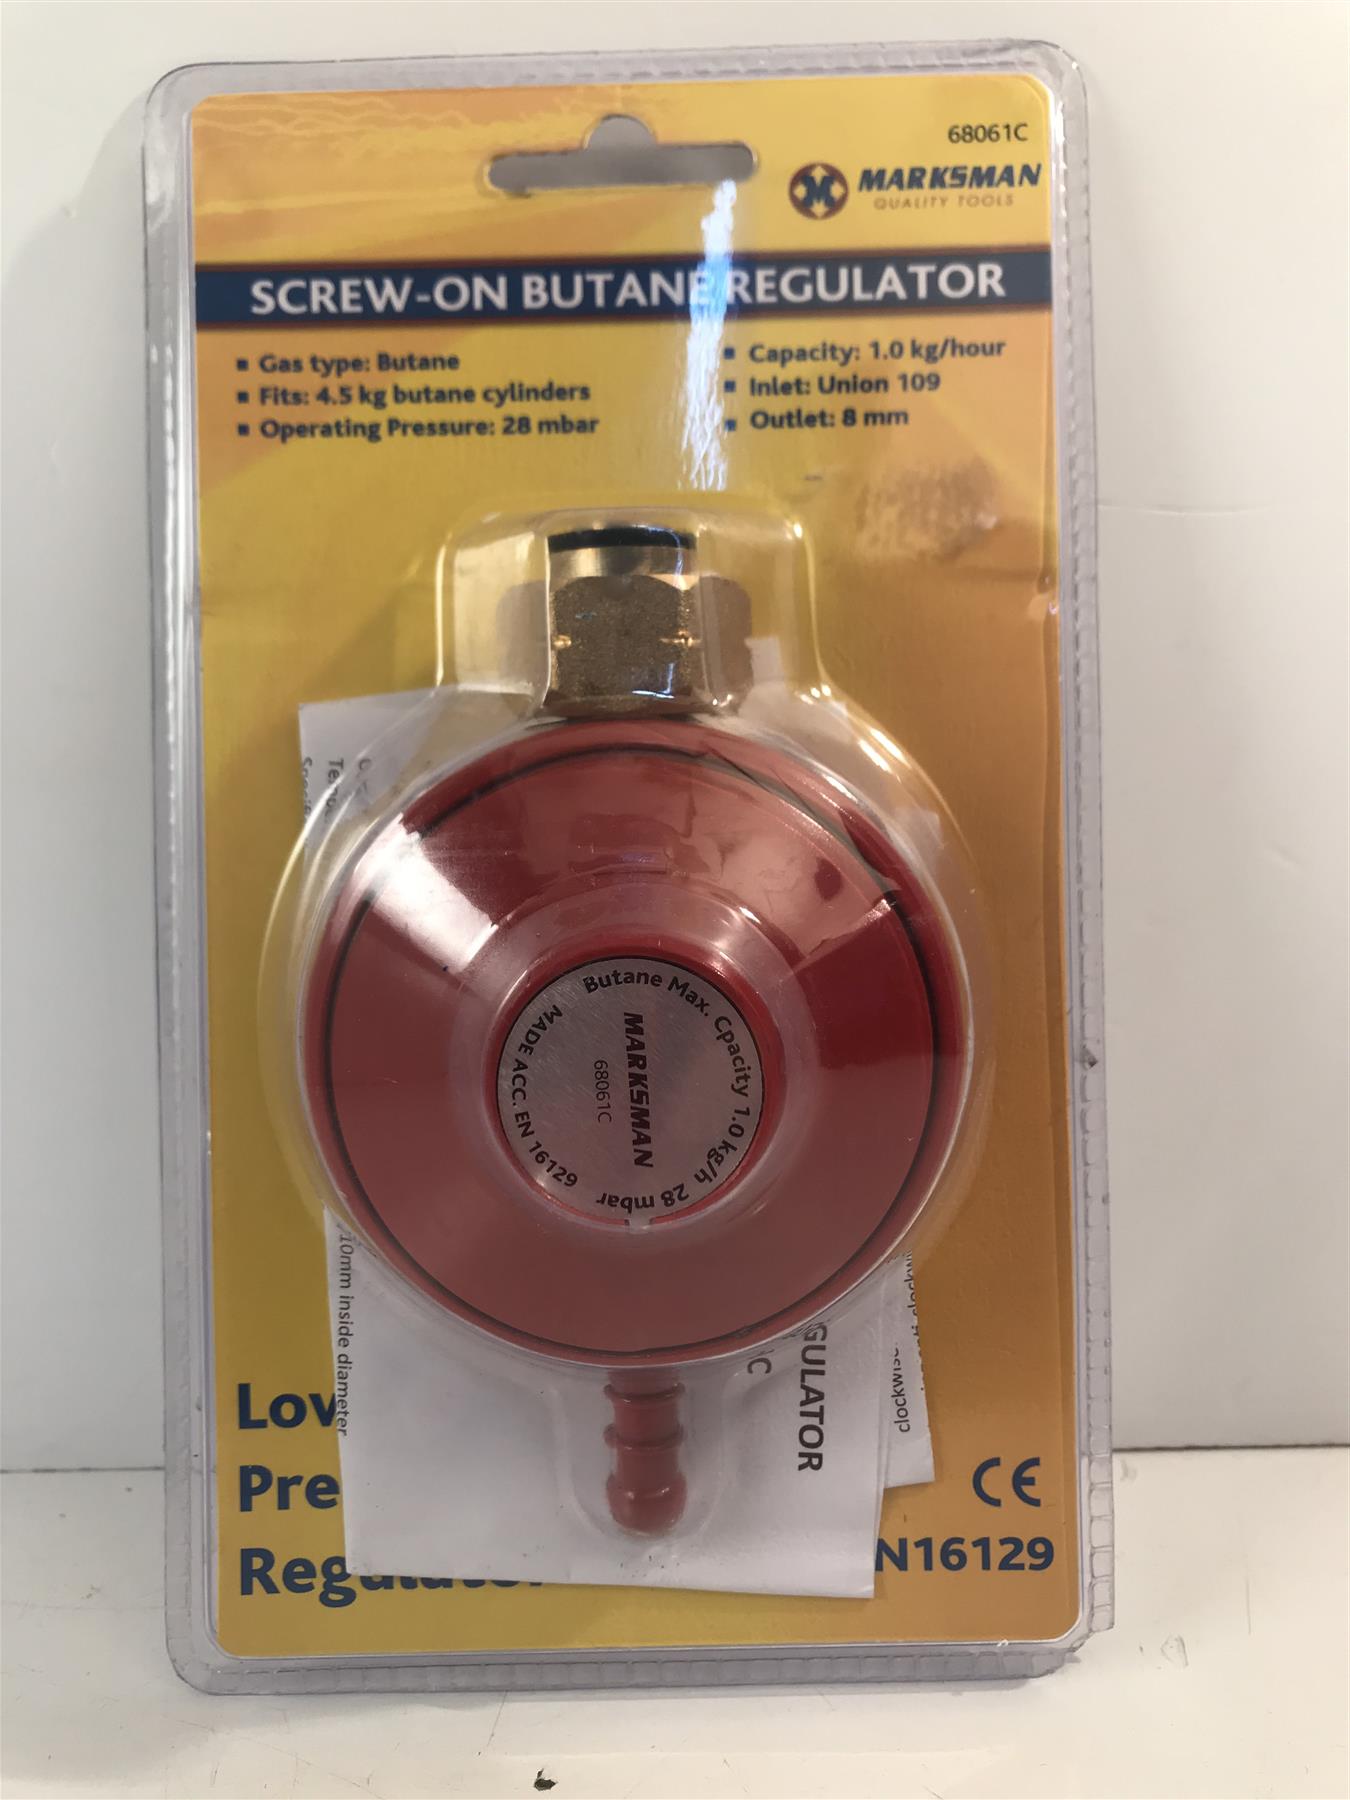 68061C
MARKSMAN
QUALITY TOOLS
SCREW-ON BUTANE REGULATOR
▪ Gas type: Butane
▪ Fits: 4.5 kg butane cylinders
▪ Operating Pressure: 28 mbar
▪ Capacity: 1.0 kg/hour
▪ Inlet: Union 109
▪ Outlet: 8 mm
Butane Max. Cpacity 1.0 kg/h 28 mbar
MARKSMAN
68061C
MADE ACC. EN 16129
10mm inside diameter
GULATOR
C
clockwise
Low
Pre
Regulator
CE
N16129